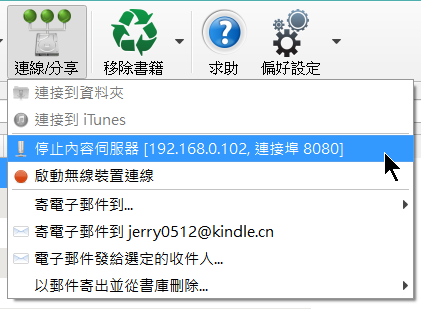 連線/分享 移除書籍 求助 偏好設定
連接到資料夾
連接到 iTunes
停止內容伺服器 [192.168.0.102, 連接埠 8080]
啟動無線裝置連線
寄電子郵件到...
寄電子郵件到 jerry0512@kindle.cn
電子郵件發給選定的收件人...
以郵件寄出並從書庫刪除...